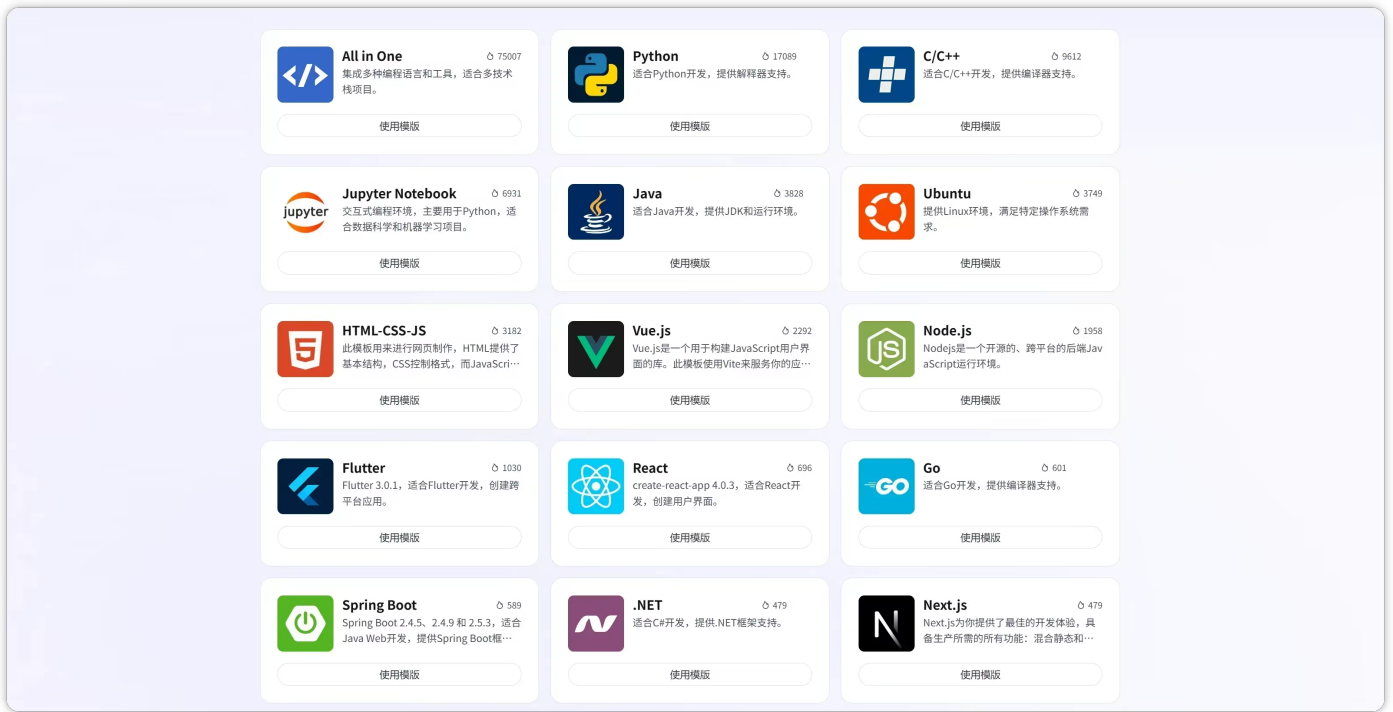 All in One
75007
集成多种编程语言和工具，适合多技术
栈项目。
使用模版
Python
17089
适合Python开发，提供解释器支持。
使用模版
C/C++
9612
适合C/C++开发，提供编译器支持。
使用模版
jupyter
Jupyter Notebook
6931
交互式编程环境，主要用于Python，适
合数据科学和机器学习项目。
使用模版
Java
3828
适合Java开发，提供JDK和运行环境。
使用模版
Ubuntu
3749
提供Linux环境，满足特定操作系统需
求。
使用模版
HTML-CSS-JS
3182
此模板用来进行网页制作，HTML提供了
基本结构，CSS控制格式，而JavaScri…
使用模版
Vue.js
2292
Vue.js是一个用于构建JavaScript用户界
面的库。此模板使用Vite来服务你的应…
使用模版
JS
Node.js
1958
Nodejs是一个开源的、跨平台的后端Jav
aScript运行环境。
使用模版
Flutter
1030
Flutter 3.0.1，适合Flutter开发，创建跨
平台应用。
使用模版
React
696
create-react-app 4.0.3，适合React开
发，创建用户界面。
使用模版
GO
Go
601
适合Go开发，提供编译器支持。
使用模版
Spring Boot
589
Spring Boot 2.4.5、2.4.9 和 2.5.3，适合
Java Web开发，提供Spring Boot框…
使用模版
.NET
479
适合C#开发，提供.NET框架支持。
使用模版
N
Next.js
479
Next.js为你提供了最佳的开发体验，具
备生产所需的所有功能：混合静态和…
使用模版